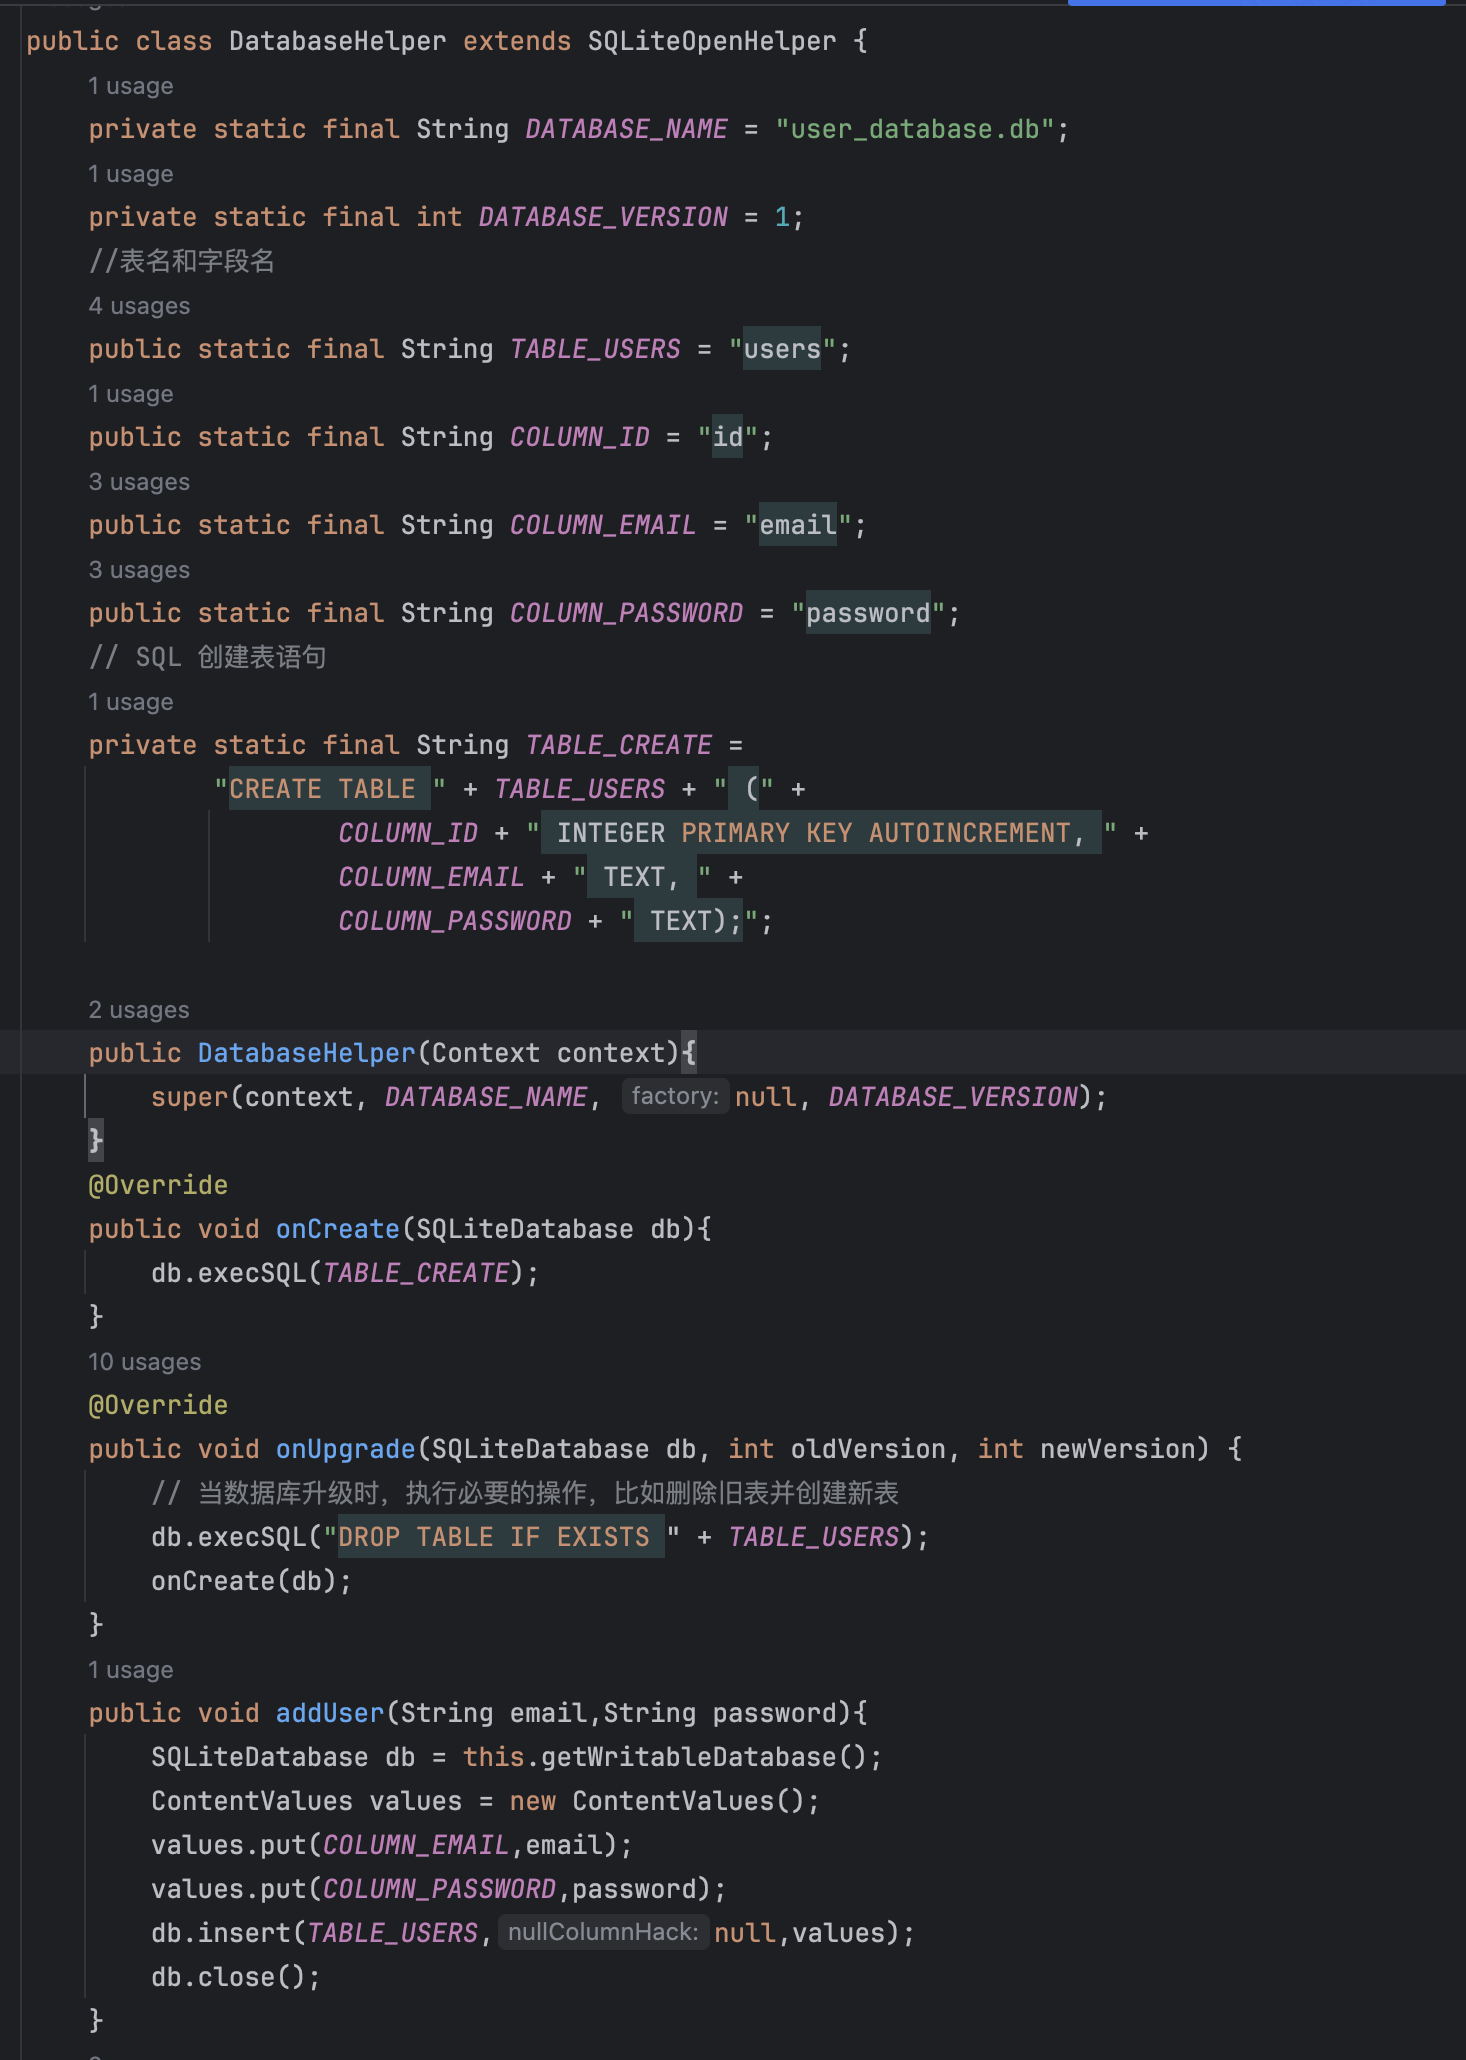 public class DatabaseHelper extends SQLiteOpenHelper {
1 usage
private static final String DATABASE_NAME = "user_database.db";
1 usage
private static final int DATABASE_VERSION = 1;
//表名和字段名
4 usages
public static final String TABLE_USERS = "users";
1 usage
public static final String COLUMN_ID = "id";
3 usages
public static final String COLUMN_EMAIL = "email";
3 usages
public static final String COLUMN_PASSWORD = "password";
// SQL 创建表语句
1 usage
private static final String TABLE_CREATE =
"CREATE TABLE " + TABLE_USERS + " (" +
COLUMN_ID + " INTEGER PRIMARY KEY AUTOINCREMENT, " +
COLUMN_EMAIL + " TEXT, " +
COLUMN_PASSWORD + " TEXT);";
2 usages
public DatabaseHelper(Context context){
super(context, DATABASE_NAME, factory: null, DATABASE_VERSION);
}
@Override
public void onCreate(SQLiteDatabase db){
db.execSQL(TABLE_CREATE);
}
10 usages
@Override
public void onUpgrade(SQLiteDatabase db, int oldVersion, int newVersion) {
// 当数据库升级时，执行必要的操作，比如删除旧表并创建新表
db.execSQL("DROP TABLE IF EXISTS " + TABLE_USERS);
onCreate(db);
}
1 usage
public void addUser(String email,String password){
SQLiteDatabase db = this.getWritableDatabase();
ContentValues values = new ContentValues();
values.put(COLUMN_EMAIL,email);
values.put(COLUMN_PASSWORD,password);
db.insert(TABLE_USERS, nullColumnHack: null,values);
db.close();
}